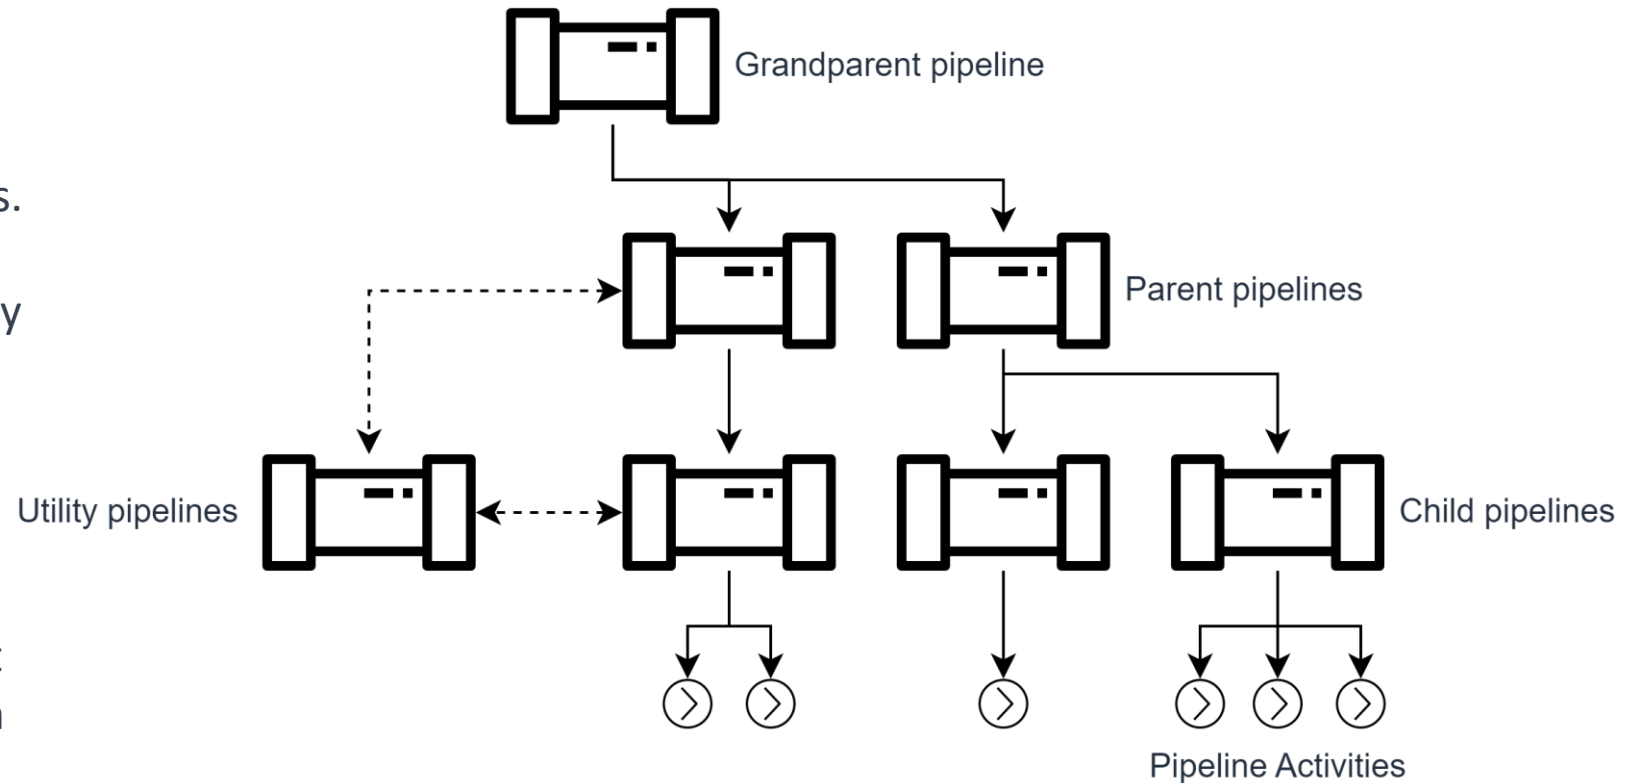 Grandparent pipeline
s.
Parent pipelines
y
Utility pipelines
Child pipelines
Pipeline Activities